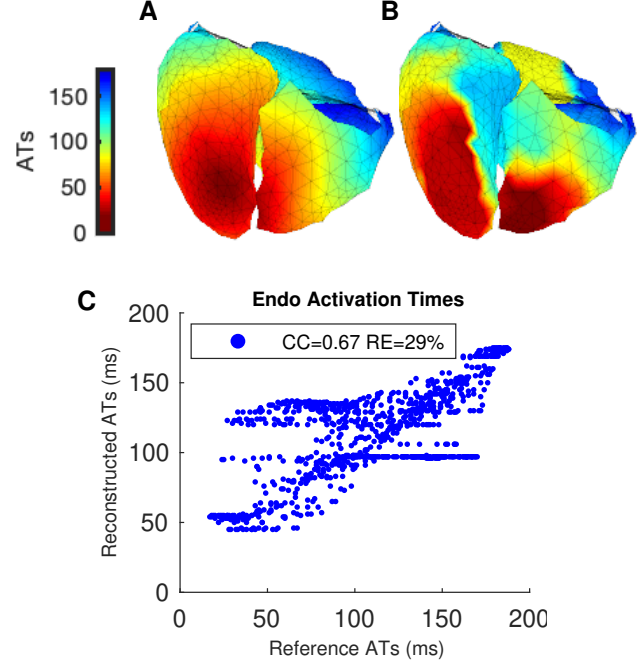 A
B
150
100
50
0
ATs
C
Endo Activation Times
CC=0.67 RE=29%
200
150
100
50
0
Reconstructed ATs (ms)
0 50 100 150 200
Reference ATs (ms)